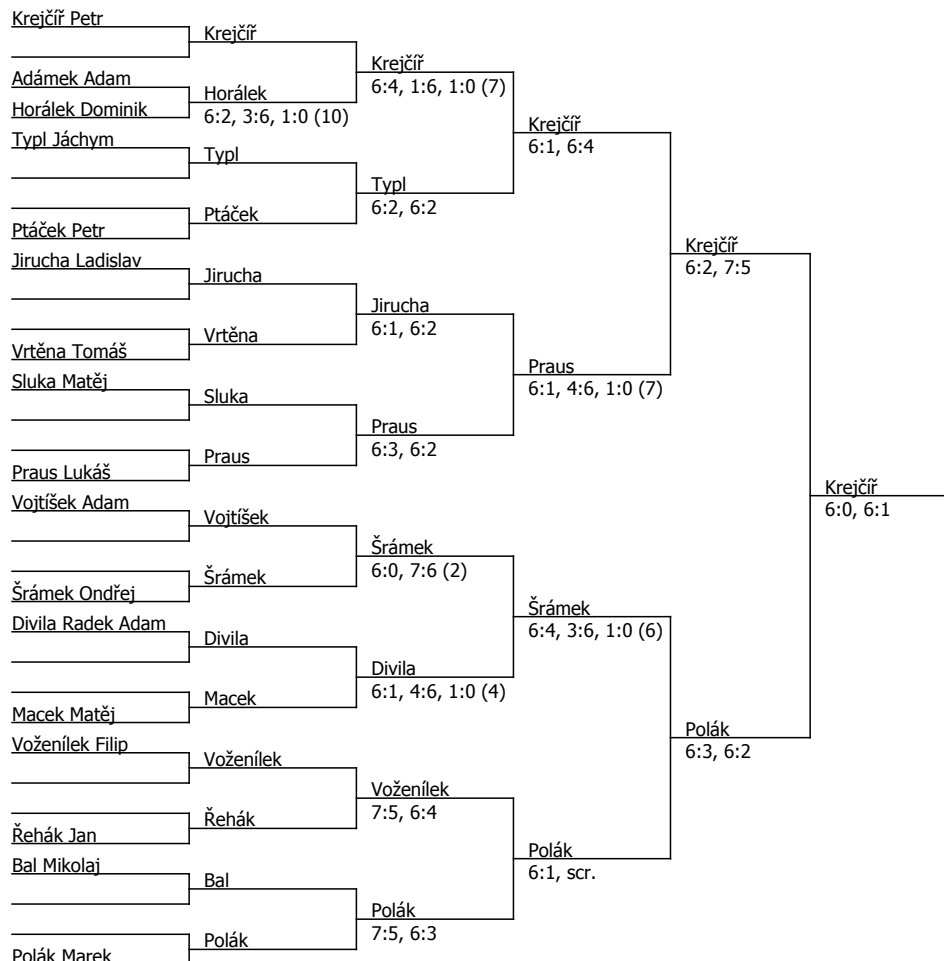 Krejčíř Petr
Adámek Adam
Horálek Dominik
Typl Jáchym
Ptáček Petr
Jirucha Ladislav
Vrtěna Tomáš
Sluka Matěj
Praus Lukáš
Vojtíšek Adam
Šrámek Ondřej
Divila Radek Adam
Macek Matěj
Voženílek Filip
Řehák Jan
Bal Mikolaj
Polák Marek
Krejčíř
Horálek
6:2, 3:6, 1:0 (10)
Typl
Ptáček
Jirucha
Vrtěna
Sluka
Praus
Vojtíšek
Šrámek
Divila
Macek
Voženílek
Řehák
Bal
Polák
Krejčíř
6:4, 1:6, 1:0 (7)
Typl
6:2, 6:2
Jirucha
6:1, 6:2
Praus
6:3, 6:2
Šrámek
6:0, 7:6 (2)
Divila
6:1, 4:6, 1:0 (4)
Voženílek
7:5, 6:4
Polák
7:5, 6:3
Krejčíř
6:1, 6:4
Praus
6:1, 4:6, 1:0 (7)
Šrámek
6:4, 3:6, 1:0 (6)
Polák
6:1, scr.
Krejčíř
6:2, 7:5
Polák
6:3, 6:2
Krejčíř
6:0, 6:1